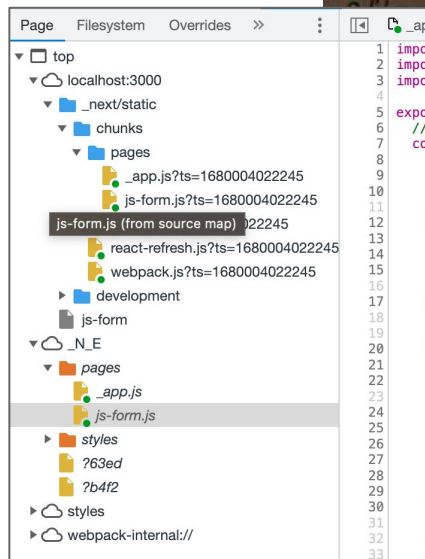 Page Filesystem Overrides »
top
localhost:3000
_next/static
chunks
pages
_app.js?ts=1680004022245
js-form.js?ts=1680004022245
js-form.js (from source map)
022245
react-refresh.js?ts=1680004022245
webpack.js?ts=1680004022245
development
js-form
_N_E
pages
_app.js
js-form.js
styles
?63ed
?b4f2
styles
webpack-internal://
_ap
1 impo
2 impo
3 impo
4
5 expo
6 //
7 co
8
9
10
11
12
13
14
15
16
17
18
19
20
21
22
23
24
25
26
27
28
29
30
31
32
33